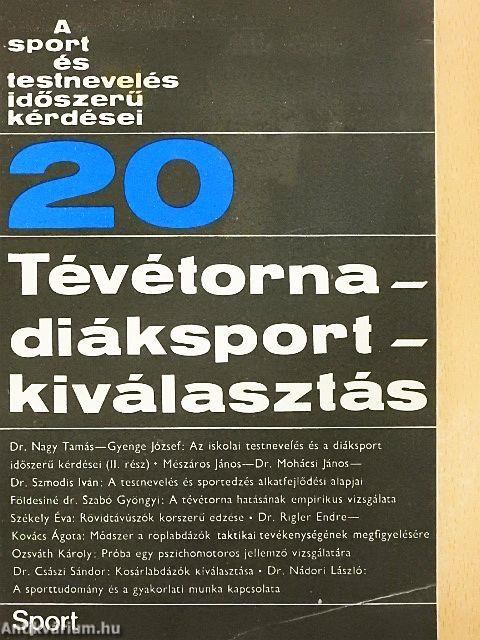 A
sport
és
testnevelés
időszerű
kérdései
20
Tévétorna –
diáksport –
kiválasztás
Dr. Nagy Tamás—Gyenge József: Az iskolai testnevelés és a diáksport
időszerű kérdései (II. rész) • Mészáros János—Dr. Mohácsi János—
Dr. Szmodis Iván: A testnevelés és sportedzés alkatfejlődési alapjai
Földesiné dr. Szabó Gyöngyi: A tévétorna hatásának empirikus vizsgálata
Székely Éva: Rövidtávúszók korszerű edzése • Dr. Rigler Endre—
Kovács Ágota: Módszer a röplabdázók taktikai tevékenységének megfigyelésére
Ozsváth Károly: Próba egy pszichomotoros jellemző vizsgálatára
Dr. Császi Sándor: Kosárlabdázók kiválasztása • Dr. Nádori László:
A sporttudomány és a gyakorlati munka kapcsolata
Sport
Antikvarium.hu